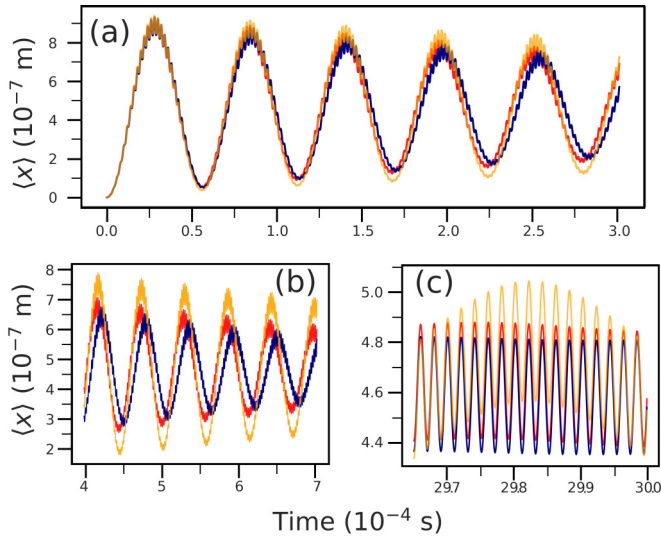 (a)
⟨x⟩ (10⁻⁷ m)
8
6
4
2
0
0.0 0.5 1.0 1.5 2.0 2.5 3.0
(b)
⟨x⟩ (10⁻⁷ m)
8
7
6
5
4
3
2
4 5 6 7
(c)
5.0
4.8
4.6
4.4
29.7 29.8 29.9 30.0
Time (10⁻⁴ s)